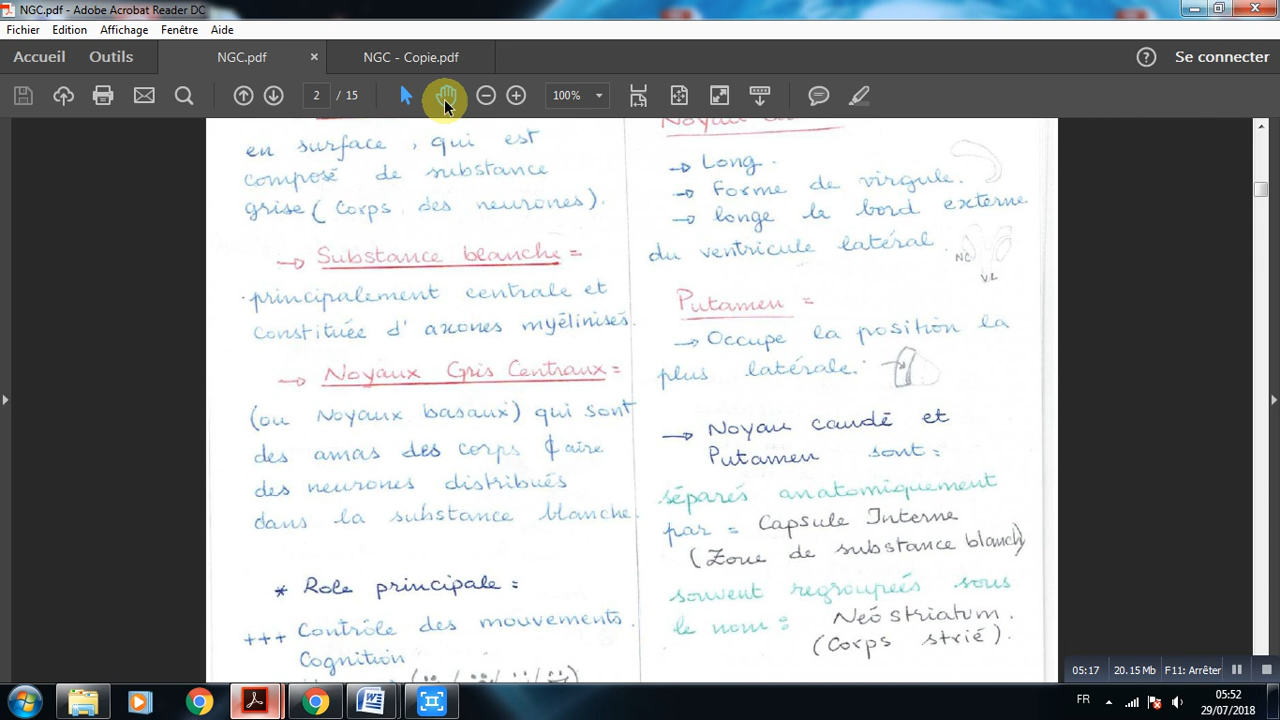 NGC.pdf - Adobe Acrobat Reader DC
Fichier Edition Affichage Fenêtre Aide
Accueil Outils NGC.pdf × NGC - Copie.pdf ? Se connecter
2 / 15 100%
en surface, qui est
composé de substance
grise (Corps des neurones).
→ Substance blanche =
principalement centrale et
constituée d'axones myélinisés.
→ Noyaux Gris Centraux =
(ou Noyaux basaux) qui sont
des amas des corps ₵aire
des neurones distribués
dans la substance blanche.
* Role principale =
+++ Contrôle des mouvements.
Cognition
Noyau
→ Long.
→ Forme de virgule.
→ longe le bord externe
du ventricule latéral.
NC
V.L
Putamen =
→ Occupe la position la
plus latérale.
→ Noyau caudé et
Putamen sont =
séparés anatomiquement
par = Capsule Interne
(Zone de substance blanch)
souvent regroupées sous
le nom : Neó striatum.
(Corps strié).
05:17 20.15 Mb F11: Arrêter
FR 05:52
29/07/2018